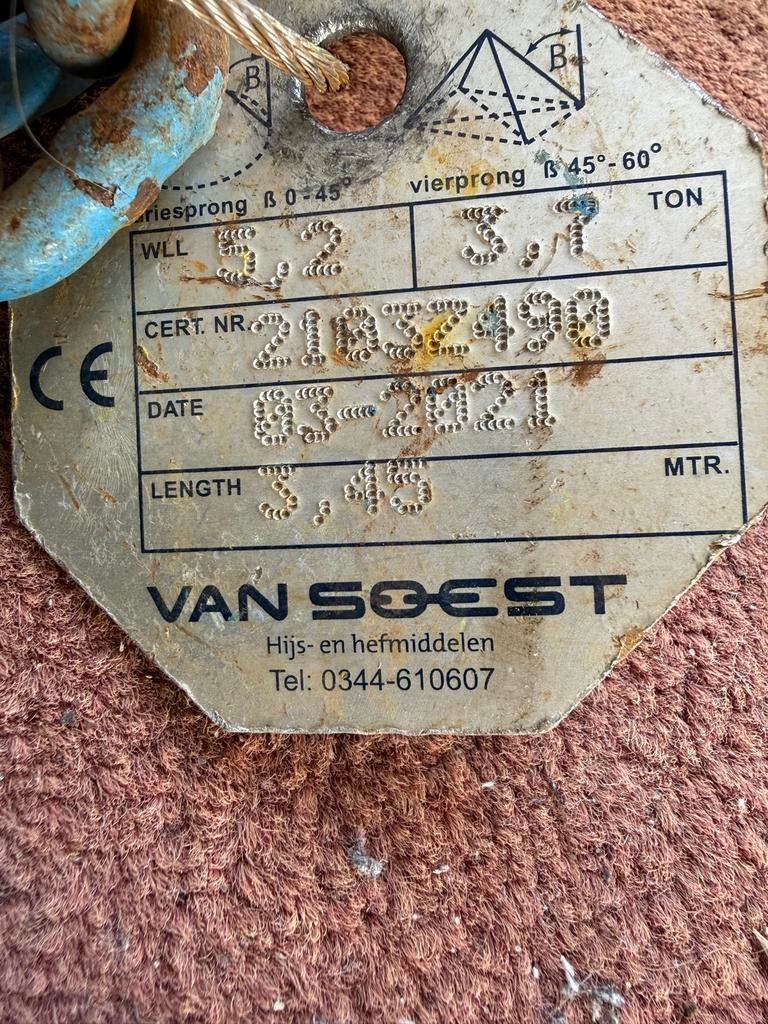 B B
driesprong ß 0-45° vierprong ß 45°-60°
WLL 5,2 3,7 TON
CERT. NR. 21032490
DATE 03-2021
LENGTH 3,45 MTR.
CE
VAN SOEST
Hijs- en hefmiddelen
Tel: 0344-610607